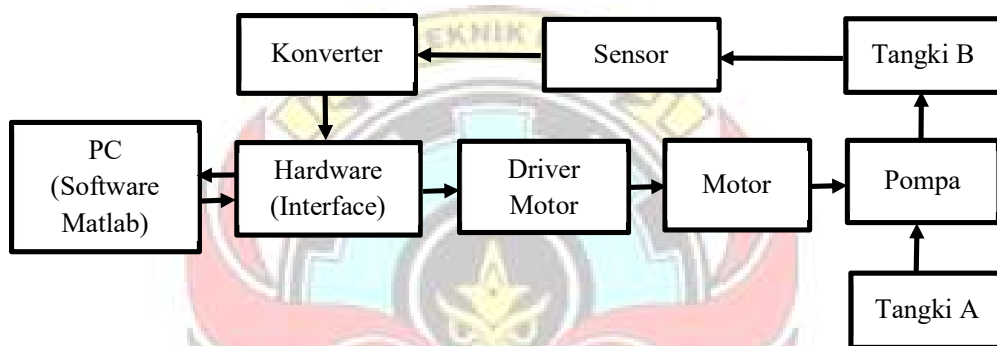 Konverter
Sensor
Tangki B
PC
(Software
Matlab)
Hardware
(Interface)
Driver
Motor
Motor
Pompa
Tangki A